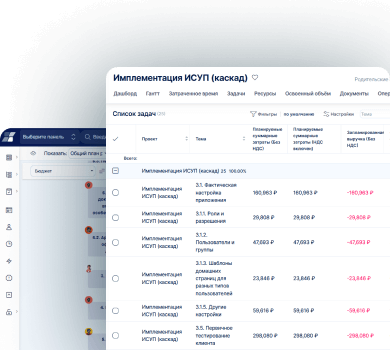 Имплементация ИСУП (каскад)
Родительские
Дашборд Гантт Затраченное время Задачи Ресурсы Освоенный объём Документы Опер
Список задач
Фильтры по умолчанию Настройки Тема
Проект Тема Планируемые суммарные затраты (Без НДС) Планируемые суммарные затраты (НДС включен) Запланированная выручка (Без НДС)
Всего:
Имплементация ИСУП (каскад) 25 100.00%
Имплементация ИСУП (каскад) 3.1. Фактическая настройка приложения 160,963 ₽ 160,963 ₽ -160,963 ₽
Имплементация ИСУП (каскад) 3.1.1. Роли и разрешения 29,808 ₽ 29,808 ₽ -29,808 ₽
Имплементация ИСУП (каскад) 3.1.2. Пользователи и группы 47,693 ₽ 47,693 ₽ -47,693 ₽
Имплементация ИСУП (каскад) 3.1.3. Шаблоны домашних страниц для разных типов пользователей 23,846 ₽ 23,846 ₽ -23,846 ₽
Имплементация ИСУП (каскад) 3.1.5. Другие настройки 59,616 ₽ 59,616 ₽ -59,616 ₽
Имплементация ИСУП (каскад) 3.5. Первичное тестирование клиента 298,080 ₽ 298,080 ₽ -298,080 ₽
Выберите панель
Показать: Общий план
Бюджет